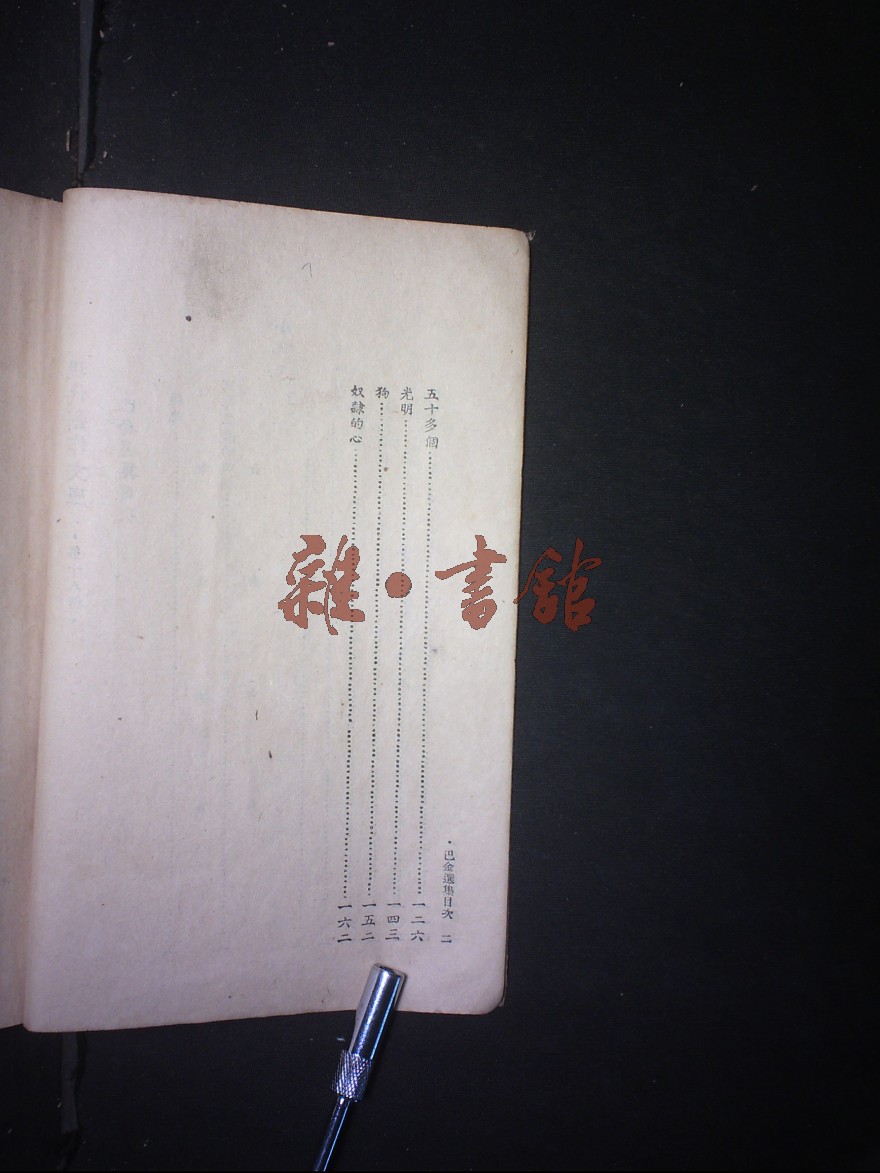 五十多個……一二六
光明……一四三
狗……一五二
奴隸的心……一六二
·巴金選集目次 二
雜·書館